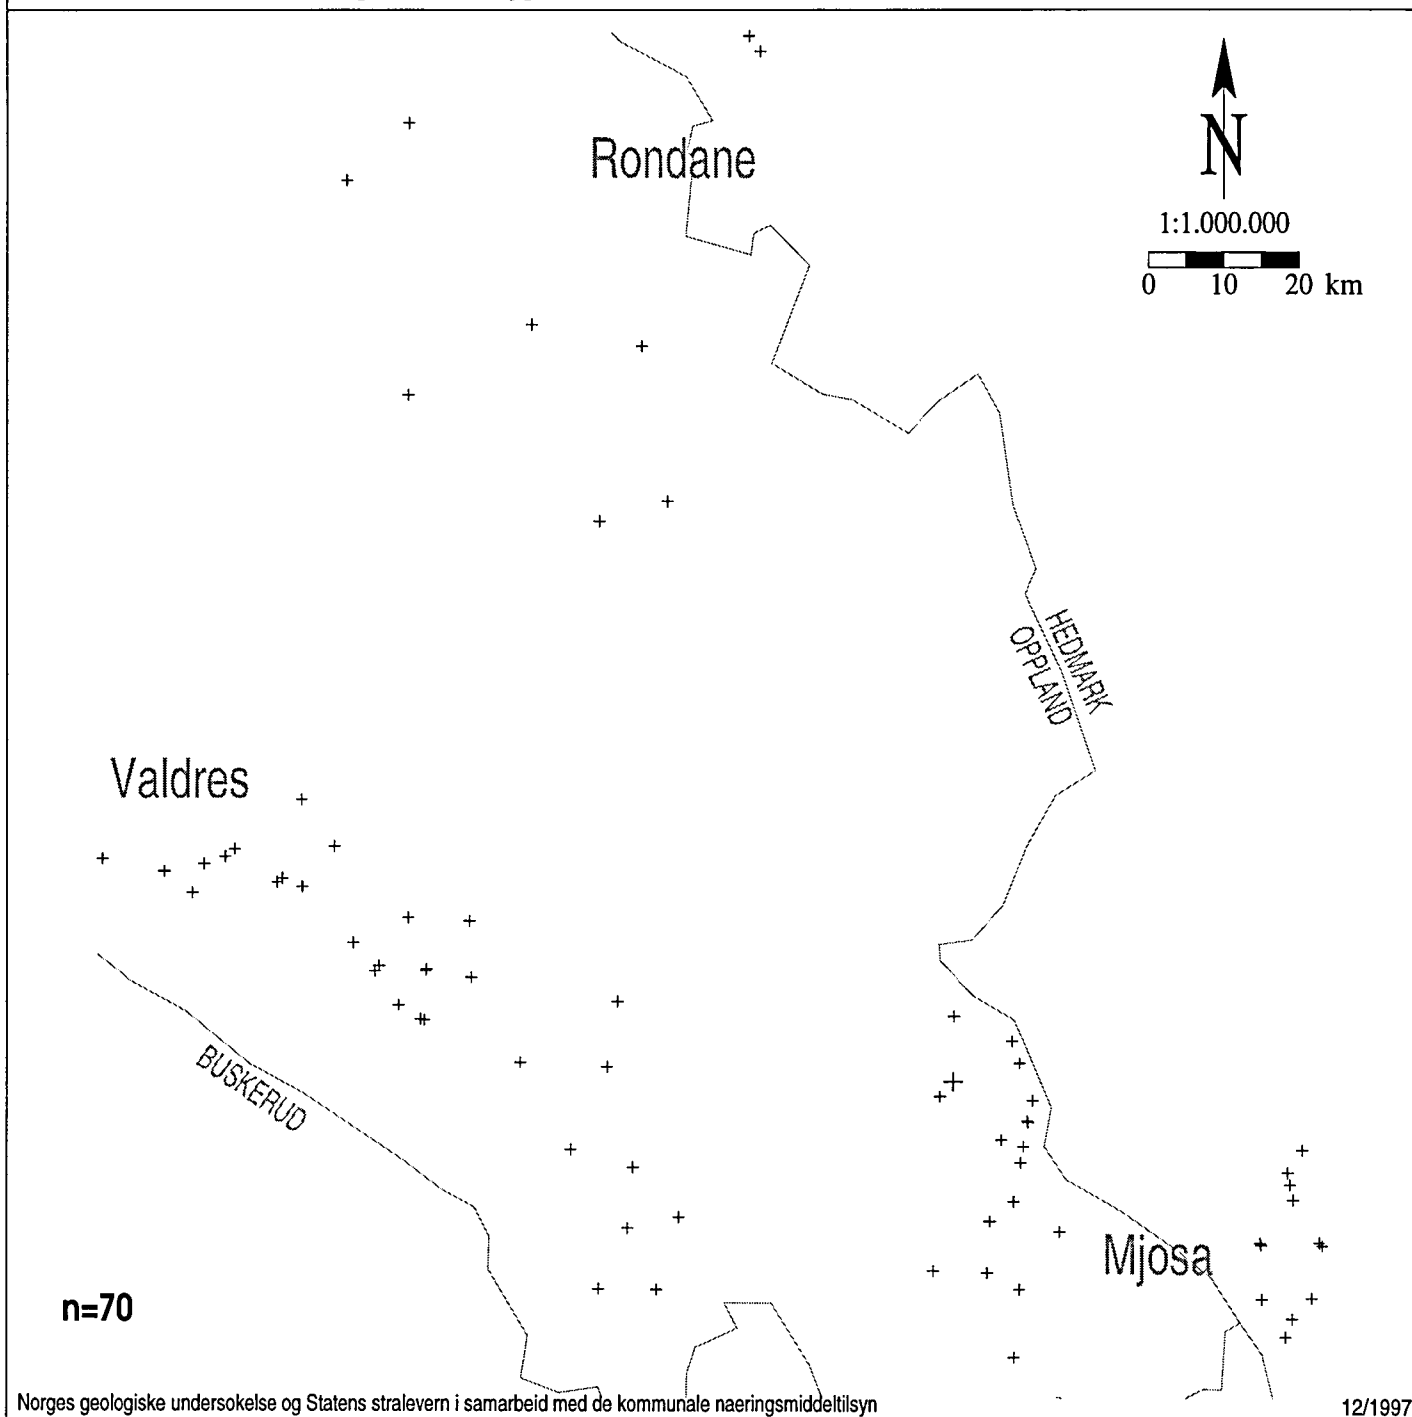 Rondane
N
1:1.000.000
0 10 20 km
HEDMARK
OPPLAND
Valdres
BUSKERUD
Mjosa
n=70
Norges geologiske undersokelse og Statens stralevern i samarbeid med de kommunale naeringsmiddeltilsyn
12/1997